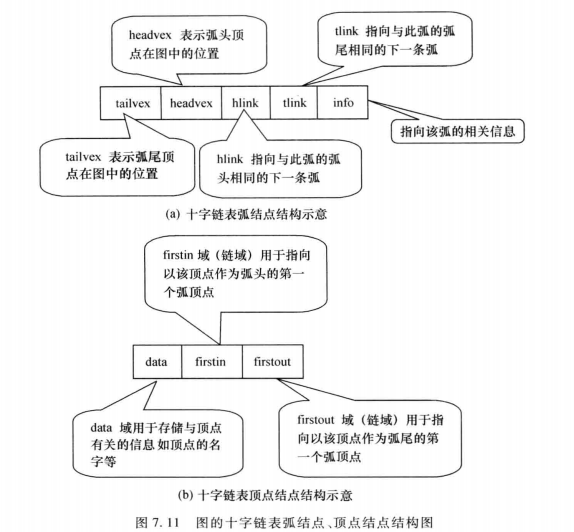 headvex 表示弧头顶
点在图中的位置
tlink 指向与此弧的弧
尾相同的下一条弧
tailvex headvex hlink tlink info
指向该弧的相关信息
tailvex 表示弧尾顶
点在图中的位置
hlink 指向与此弧的弧
头相同的下一条弧
(a) 十字链表弧结点结构示意
firstin 域（链域）用于指向
以该顶点作为弧头的第一
个弧顶点
data firstin firstout
data 域用于存储与顶点
有关的信息如顶点的名
字等
firstout 域（链域）用于指
向以该顶点作为弧尾的第
一个弧顶点
(b) 十字链表顶点结点结构示意
图 7.11 图的十字链表弧结点、顶点结点结构图